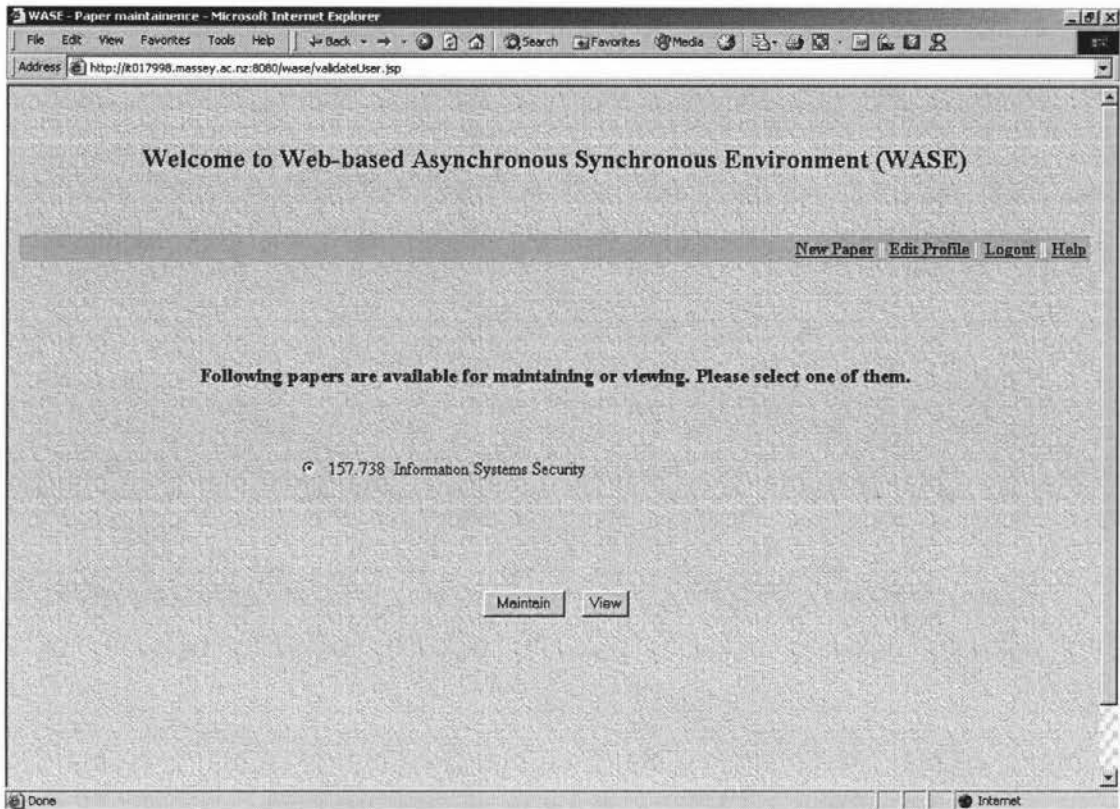 WASE - Paper maintainence - Microsoft Internet Explorer
File Edit View Favorites Tools Help Back Search Favorites Media
Address http://it017998.massey.ac.nz:8080/wase/validateUser.jsp
Welcome to Web-based Asynchronous Synchronous Environment (WASE)
New Paper Edit Profile Logout Help
Following papers are available for maintaining or viewing. Please select one of them.
157.738 Information Systems Security
Maintain View
Done Internet